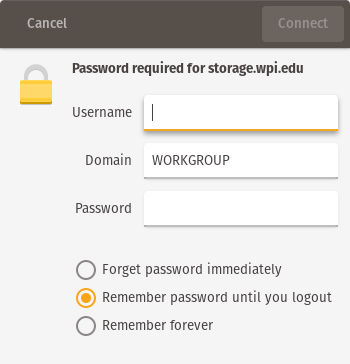 Cancel
Connect
Password required for storage.wpi.edu
Username
Domain
WORKGROUP
Password
Forget password immediately
Remember password until you logout
Remember forever